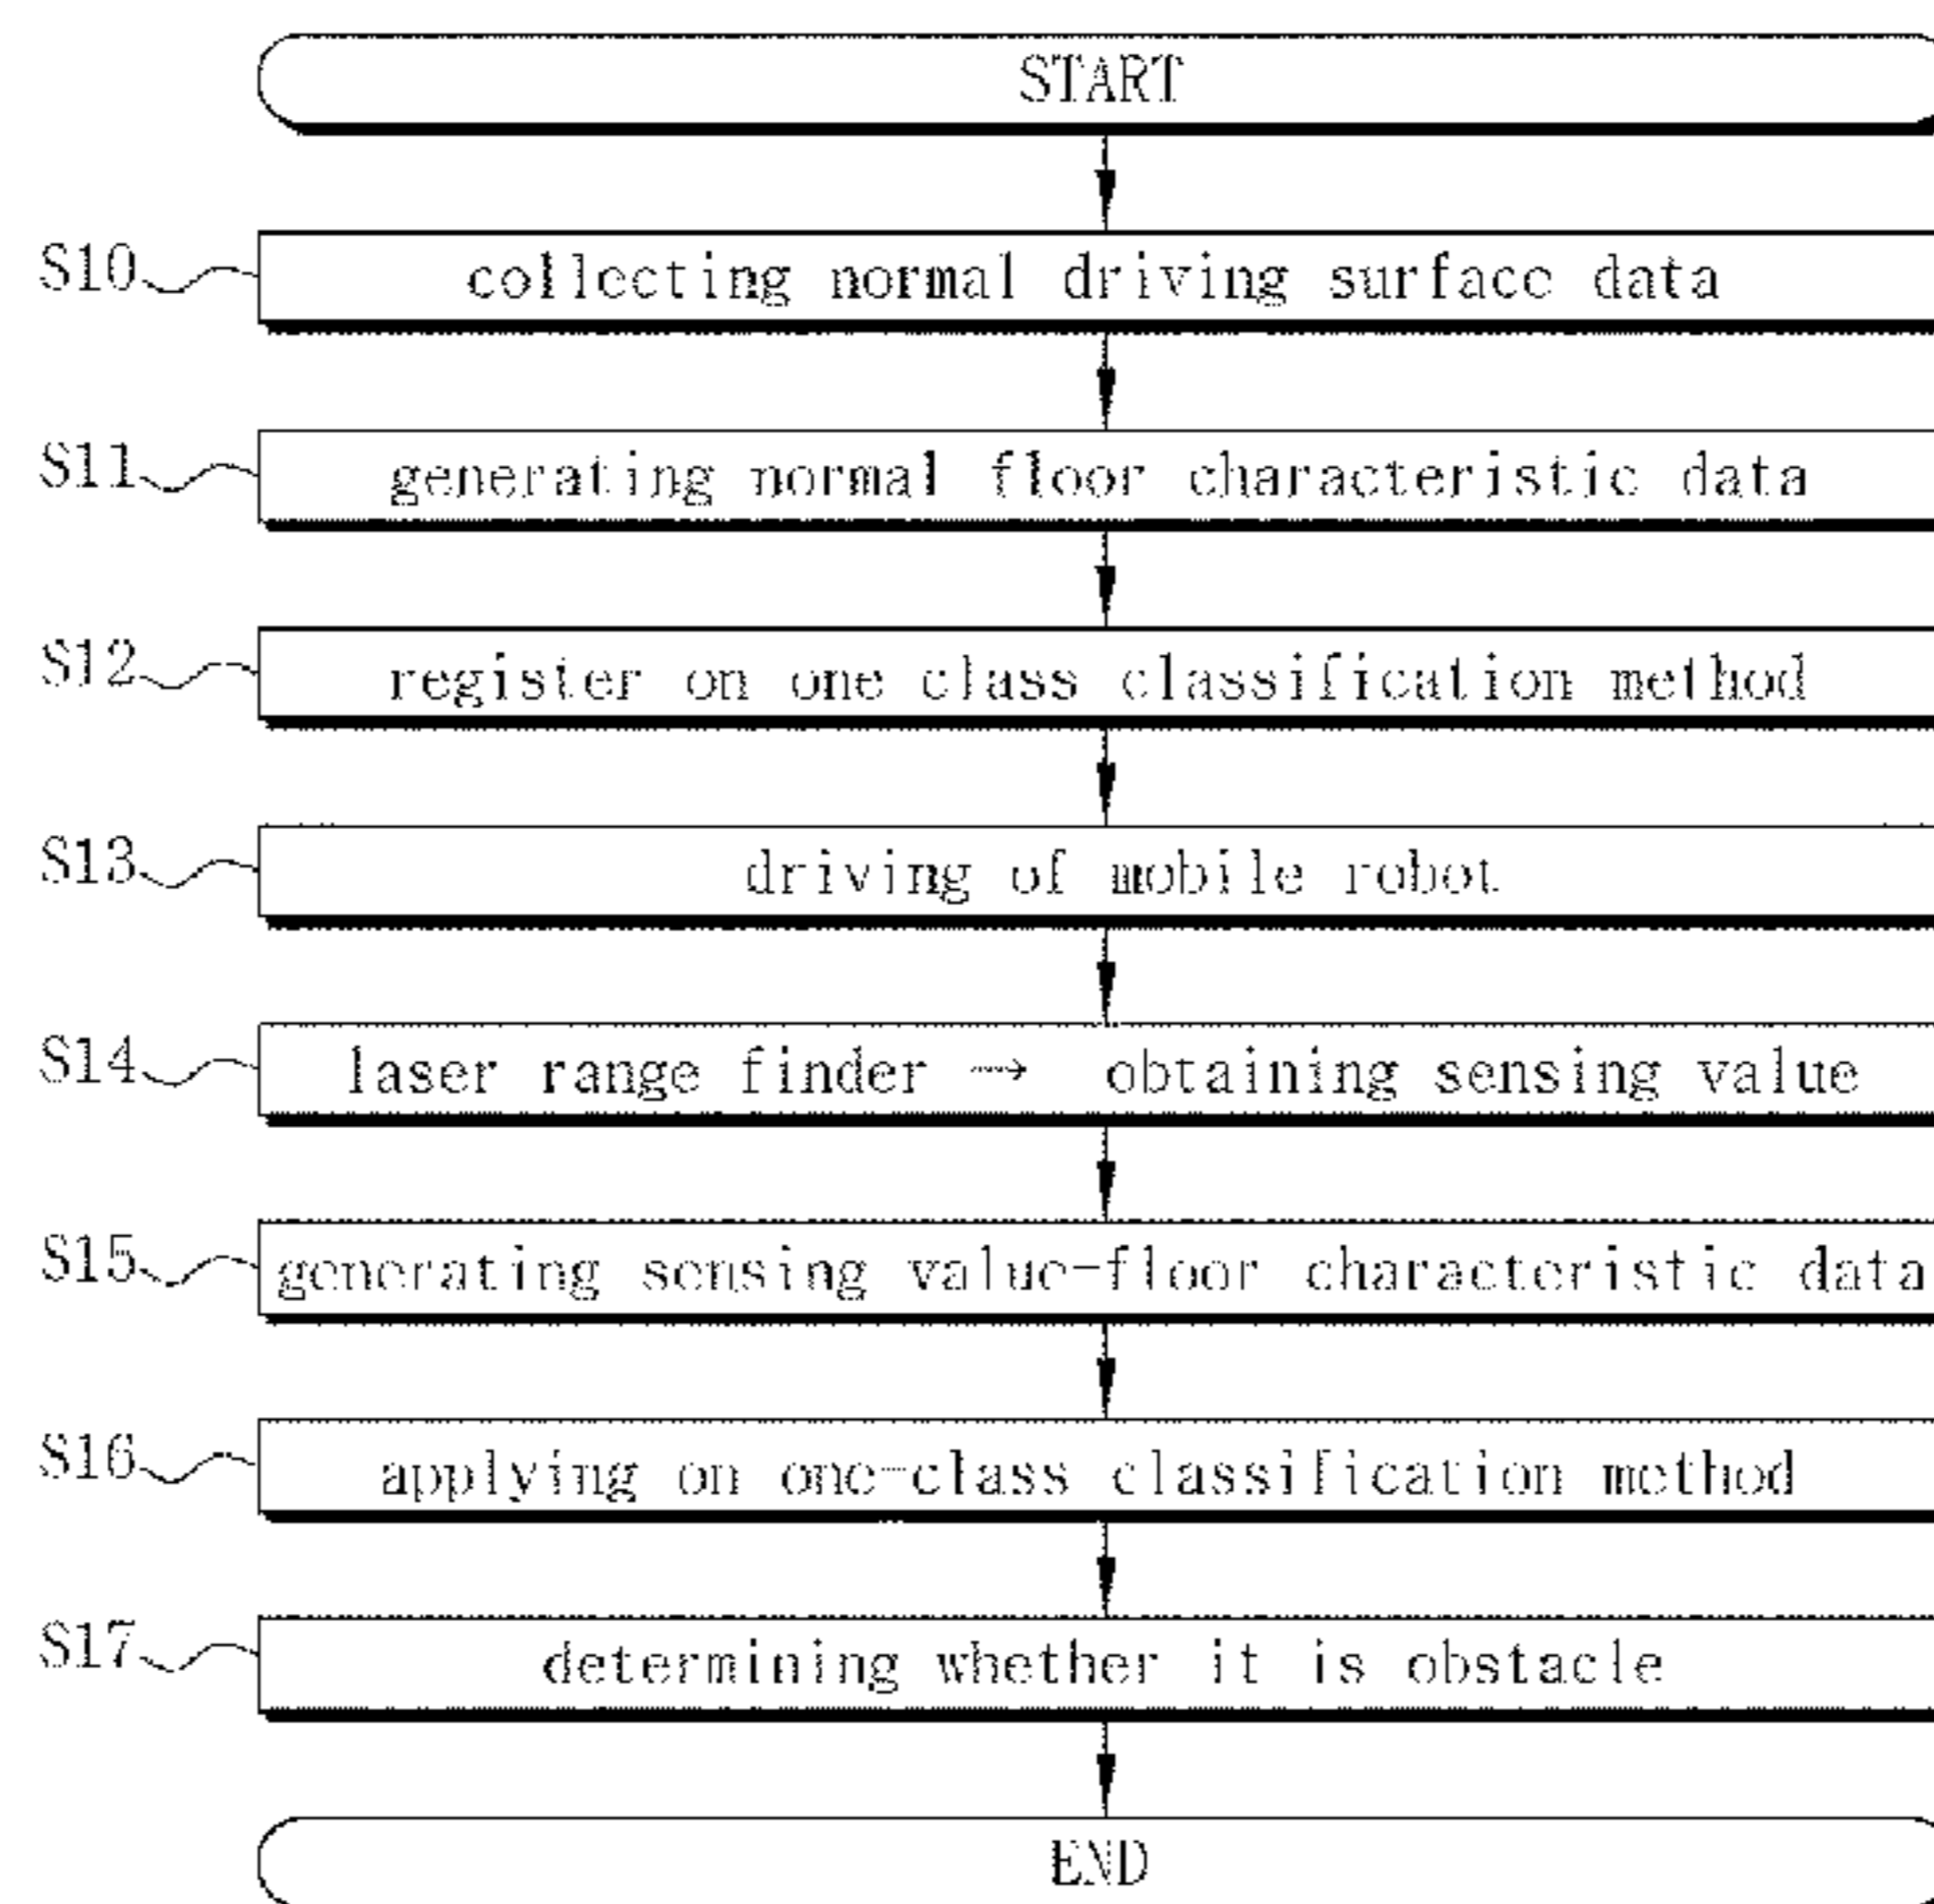 START
S10 collecting normal driving surface data
S11 generating normal floor characteristic data
S12 register on one class classification method
S13 driving of mobile robot
S14 laser range finder → obtaining sensing value
S15 generating sensing value-floor characteristic data
S16 applying on one-class classification method
S17 determining whether it is obstacle
END